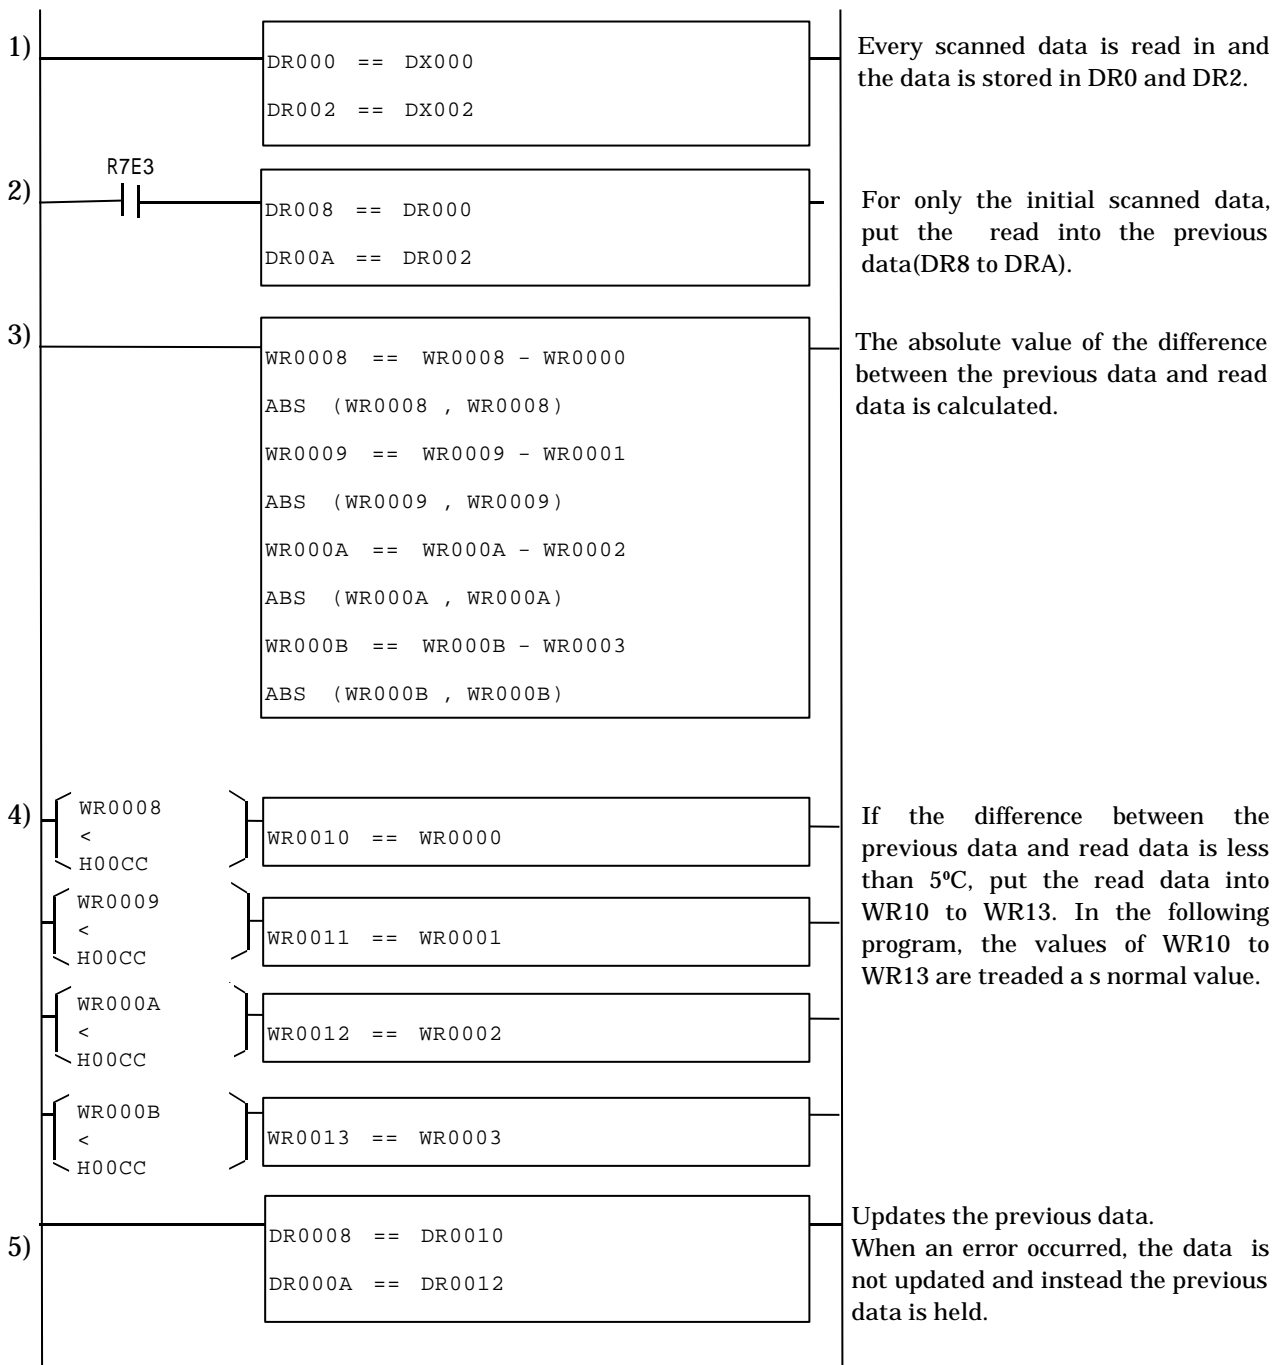 1)
DR000 == DX000
DR002 == DX002
Every scanned data is read in and
the data is stored in DR0 and DR2.
R7E3
2)
DR008 == DR000
DR00A == DR002
For only the initial scanned data,
put the read into the previous
data(DR8 to DRA).
3)
WR0008 == WR0008 - WR0000
ABS (WR0008 , WR0008)
WR0009 == WR0009 - WR0001
ABS (WR0009 , WR0009)
WR000A == WR000A - WR0002
ABS (WR000A , WR000A)
WR000B == WR000B - WR0003
ABS (WR000B , WR000B)
The absolute value of the difference
between the previous data and read
data is calculated.
4)
WR0008
<
H00CC
WR0010 == WR0000
WR0009
<
H00CC
WR0011 == WR0001
WR000A
<
H00CC
WR0012 == WR0002
WR000B
<
H00CC
WR0013 == WR0003
If the difference between the
previous data and read data is less
than 5ºC, put the read data into
WR10 to WR13. In the following
program, the values of WR10 to
WR13 are treaded a s normal value.
5)
DR0008 == DR0010
DR000A == DR0012
Updates the previous data.
When an error occurred, the data is
not updated and instead the previous
data is held.